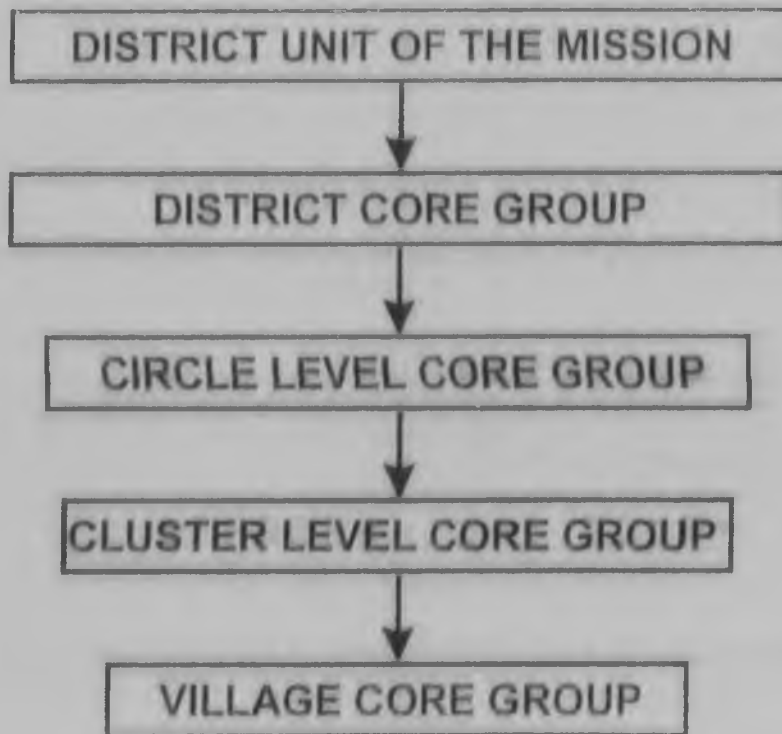 DISTRICT UNIT OF THE MISSION
DISTRICT CORE GROUP
CIRCLE LEVEL CORE GROUP
CLUSTER LEVEL CORE GROUP
VILLAGE CORE GROUP